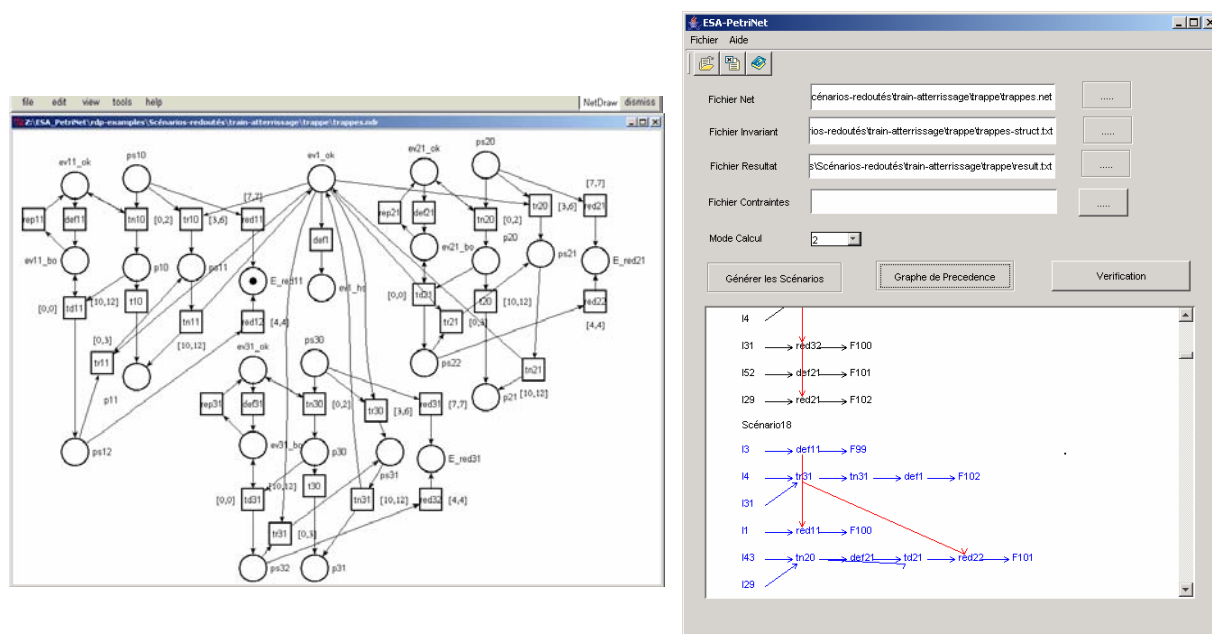 file edit view tools help NetDraw dismiss
Z:\ESA_PetriNet\rdp-examples\Scénarios-redoutés\train-atterrissage\trappe\trappes.ndr
ev11_ok ps10 ev1_ok ev21_ok ps20
[7,7] [7,7]
rep11 def11 tn10 [0,2] tr10 [3,6] red11 rep21 def21 tn20 [0,2] tr20 [3,6] red21
def1 p20
ev11_bo p10 ps11 E_red11 ev1_hs ev21_bo ps21 E_red21
[0,0] td11 [10,12] t10 tn11 red12 [4,4] [0,0] td21 t20 [10,12] red22
[0,3] [10,12] tr21 [0,3] [4,4]
tr11 p11 ev31_ok ps30 ps22 tn21
p21 [10,12]
rep31 def31 tn30 [0,2] tr30 [3,6] red31 [7,7]
ps12 ev31_bo p30 ps31 E_red31
[0,0] td31 [10,12] t30 tn31 [10,12] red32 [4,4]
tr31 [0,3]
ps32 p31
ESA-PetriNet
Fichier Aide
Fichier Net cénarios-redoutés\train-atterrissage\trappe\trappes.net .....
Fichier Invariant rios-redoutés\train-atterrissage\trappe\trappes-struct.txt .....
Fichier Resultat s\Scénarios-redoutés\train-atterrissage\trappe\result.txt .....
Fichier Contraintes .....
Mode Calcul 2
Générer les Scénarios Graphe de Precedence Verification
I4
I31 red32 F100
I52 def21 F101
I29 red21 F102
Scénario18
I3 def11 F99
I4 tr31 tn31 def1 F102
I31
I1 red11 F100
I43 tn20 def21 td21 red22 F101
I29